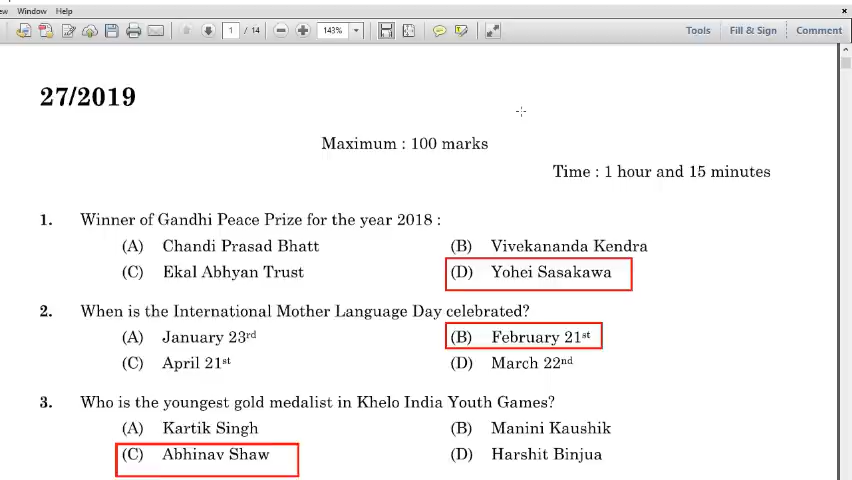 ew Window Help
1 / 14 143% Tools Fill & Sign Comment
27/2019
Maximum : 100 marks
Time : 1 hour and 15 minutes
1. Winner of Gandhi Peace Prize for the year 2018 :
(A) Chandi Prasad Bhatt (B) Vivekananda Kendra
(C) Ekal Abhyan Trust (D) Yohei Sasakawa
2. When is the International Mother Language Day celebrated?
(A) January 23rd (B) February 21st
(C) April 21st (D) March 22nd
3. Who is the youngest gold medalist in Khelo India Youth Games?
(A) Kartik Singh (B) Manini Kaushik
(C) Abhinav Shaw (D) Harshit Binjua